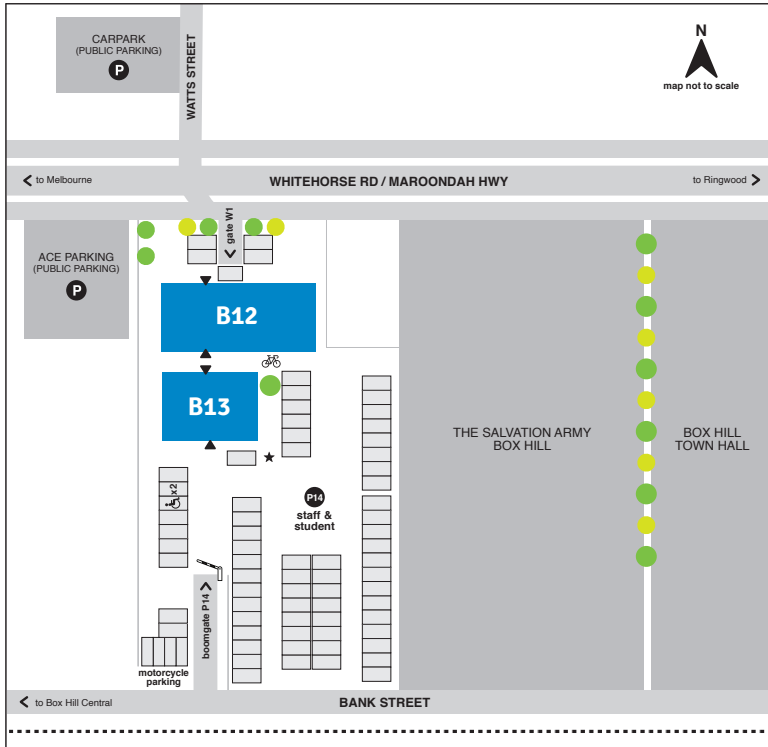 CARPARK
(PUBLIC PARKING)
P
WATTS STREET
N
map not to scale
to Melbourne
WHITEHORSE RD / MAROONDAH HWY
to Ringwood
gate W1
ACE PARKING
(PUBLIC PARKING)
P
B12
B13
THE SALVATION ARMY
BOX HILL
BOX HILL
TOWN HALL
x2
P14
staff &
student
boomgate P14
motorcycle
parking
to Box Hill Central
BANK STREET